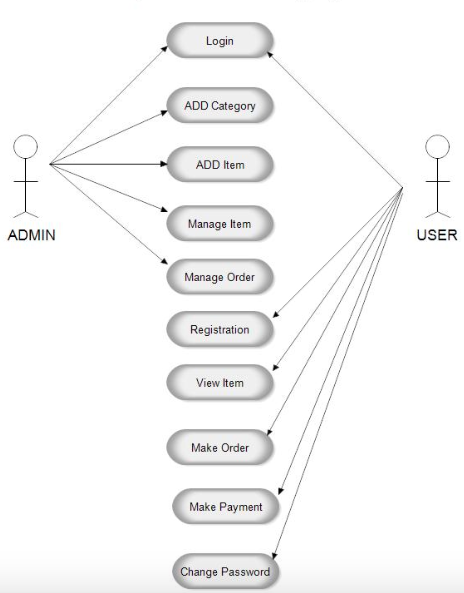 Login
ADD Category
ADD Item
ADMIN
USER
Manage Item
Manage Order
Registration
View Item
Make Order
Make Payment
Change Password